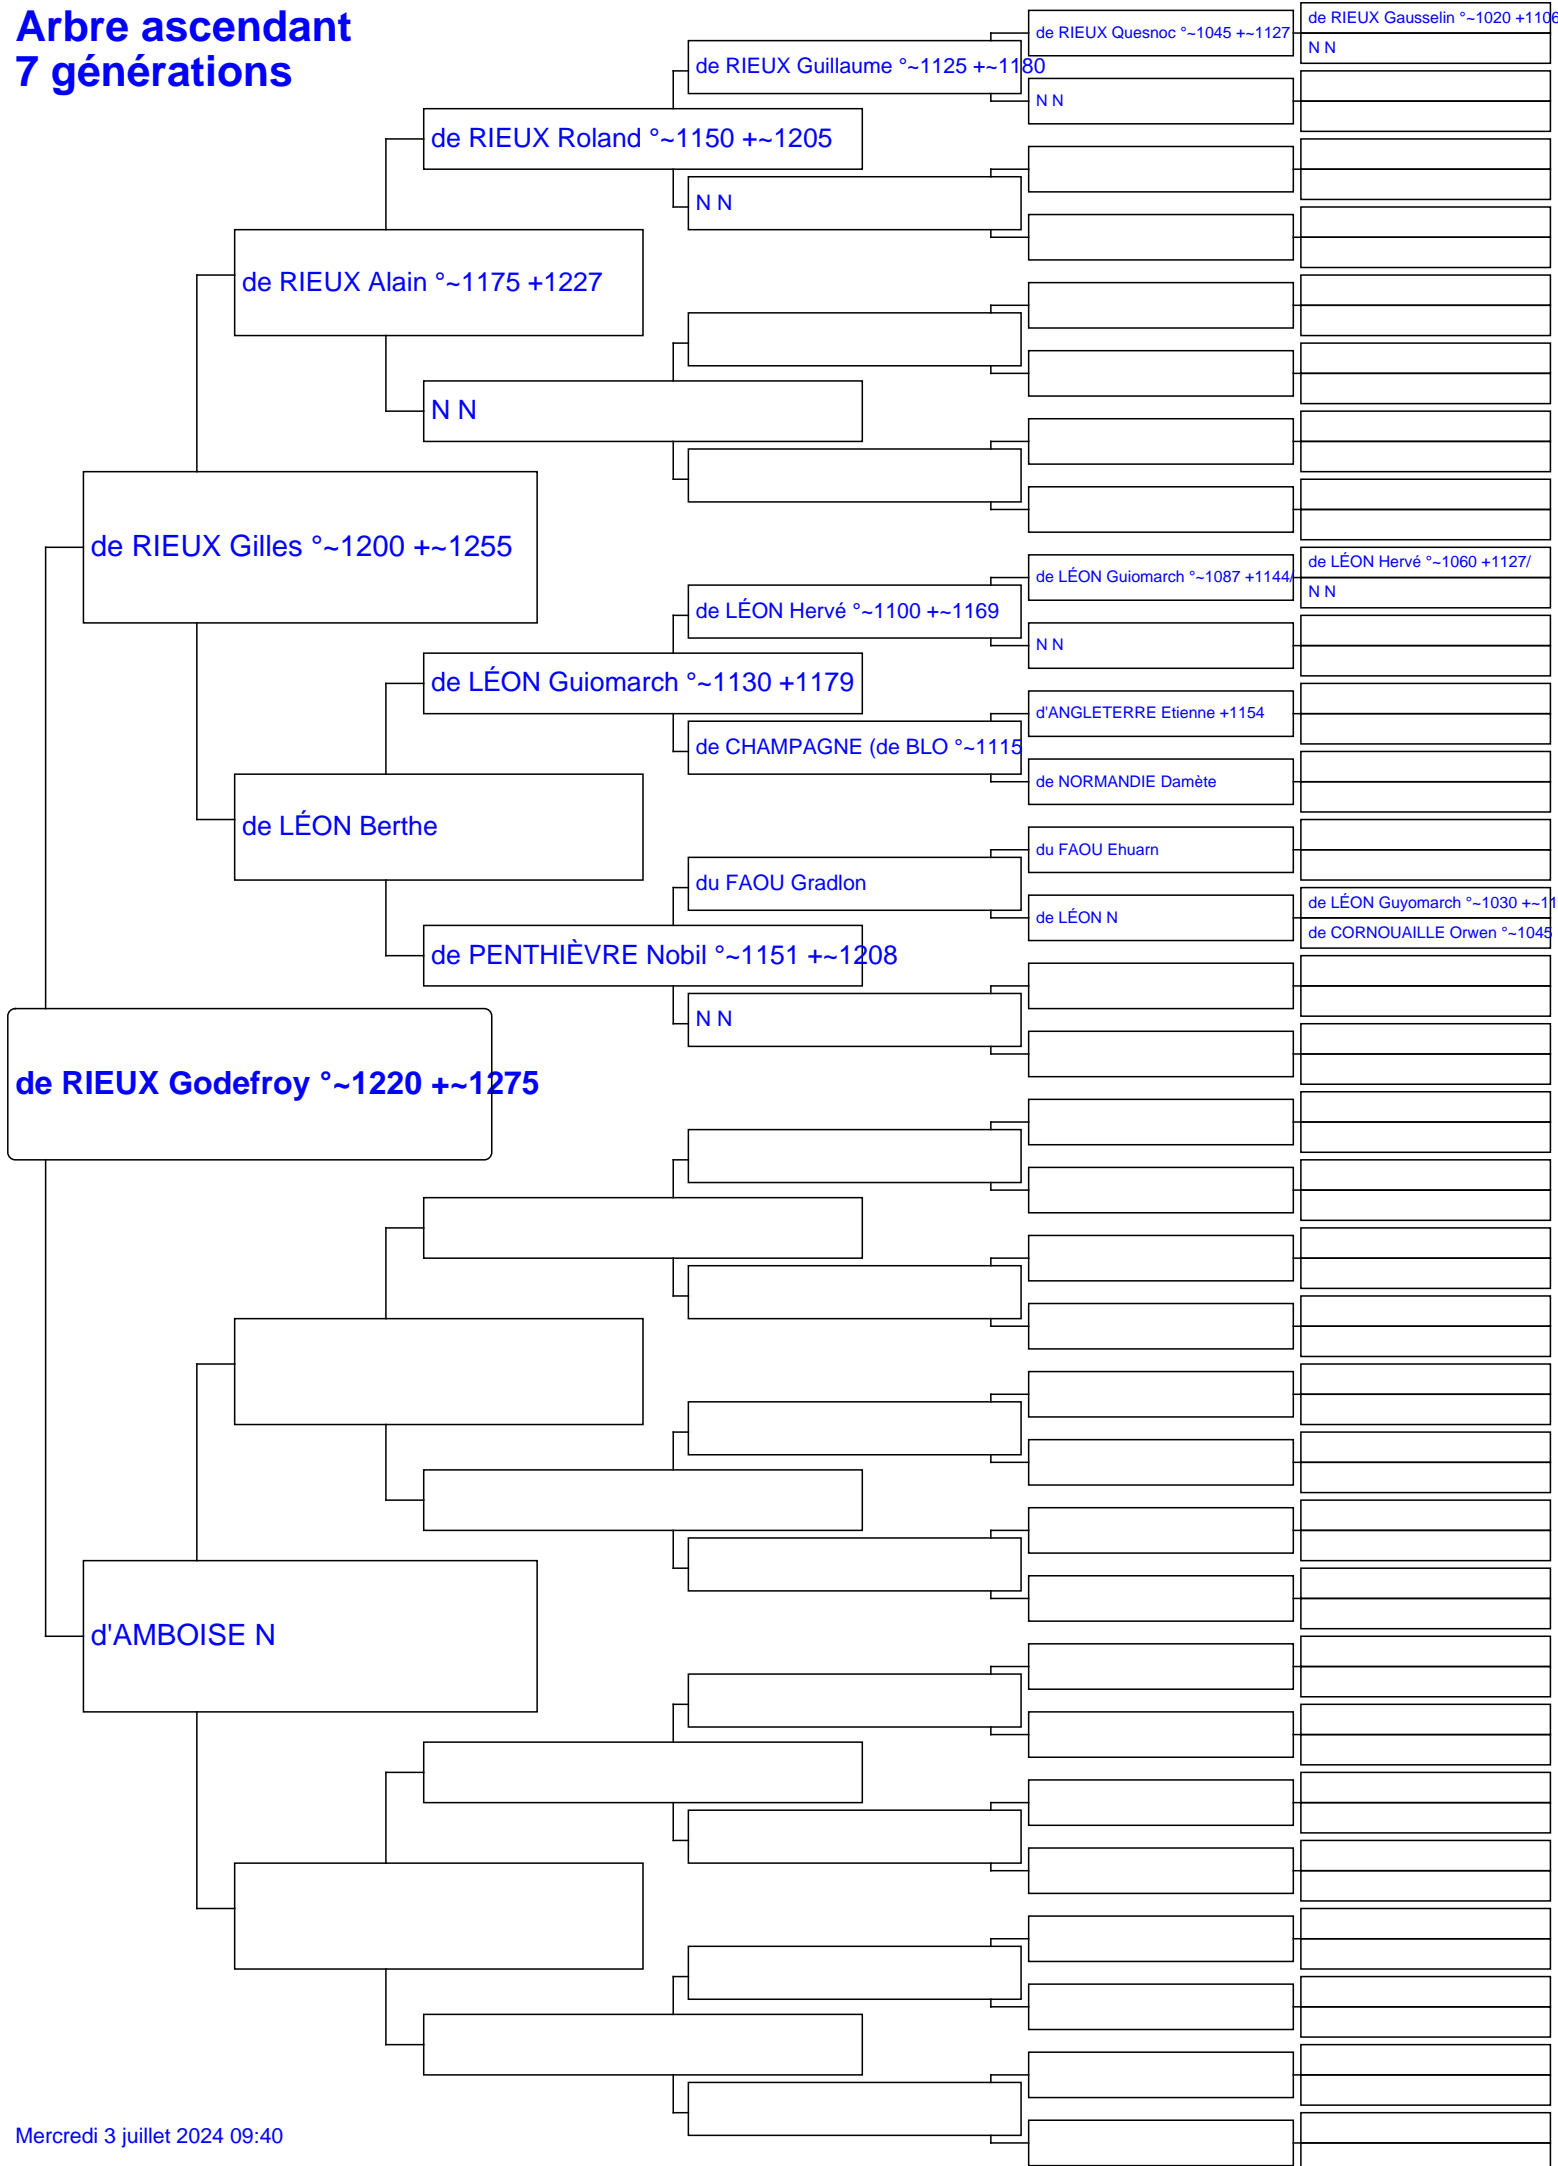 Arbre ascendant
7 générations
de RIEUX Gausselin °~1020 +1106
de RIEUX Quesnoc °~1045 +~1127
N N
de RIEUX Guillaume °~1125 +~1180
N N
de RIEUX Roland °~1150 +~1205
N N
de RIEUX Alain °~1175 +1227
N N
de RIEUX Gilles °~1200 +~1255
de LÉON Hervé °~1060 +1127/
de LÉON Guiomarch °~1087 +1144/
N N
de LÉON Hervé °~1100 +~1169
N N
de LÉON Guiomarch °~1130 +1179
d'ANGLETERRE Etienne +1154
de CHAMPAGNE (de BLO °~1115
de NORMANDIE Damète
de LÉON Berthe
du FAOU Ehuarn
du FAOU Gradlon
de LÉON Guyomarch °~1030 +~11
de LÉON N
de CORNOUAILLE Orwen °~1045
de PENTHIÈVRE Nobil °~1151 +~1208
N N
de RIEUX Godefroy °~1220 +~1275
d'AMBOISE N
Mercredi 3 juillet 2024 09:40